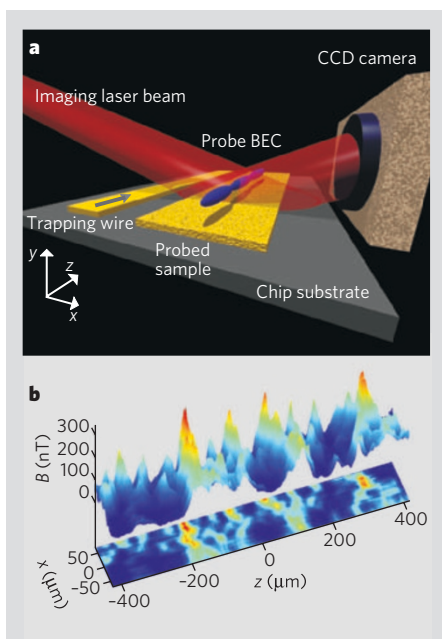 a
CCD camera
Imaging laser beam
Probe BEC
Trapping wire
Probed
sample
Chip substrate
y
z
x
b
300
200
100
0
B (nT)
50
0
−50
x (μm)
−400
−200
0
200
400
z (μm)